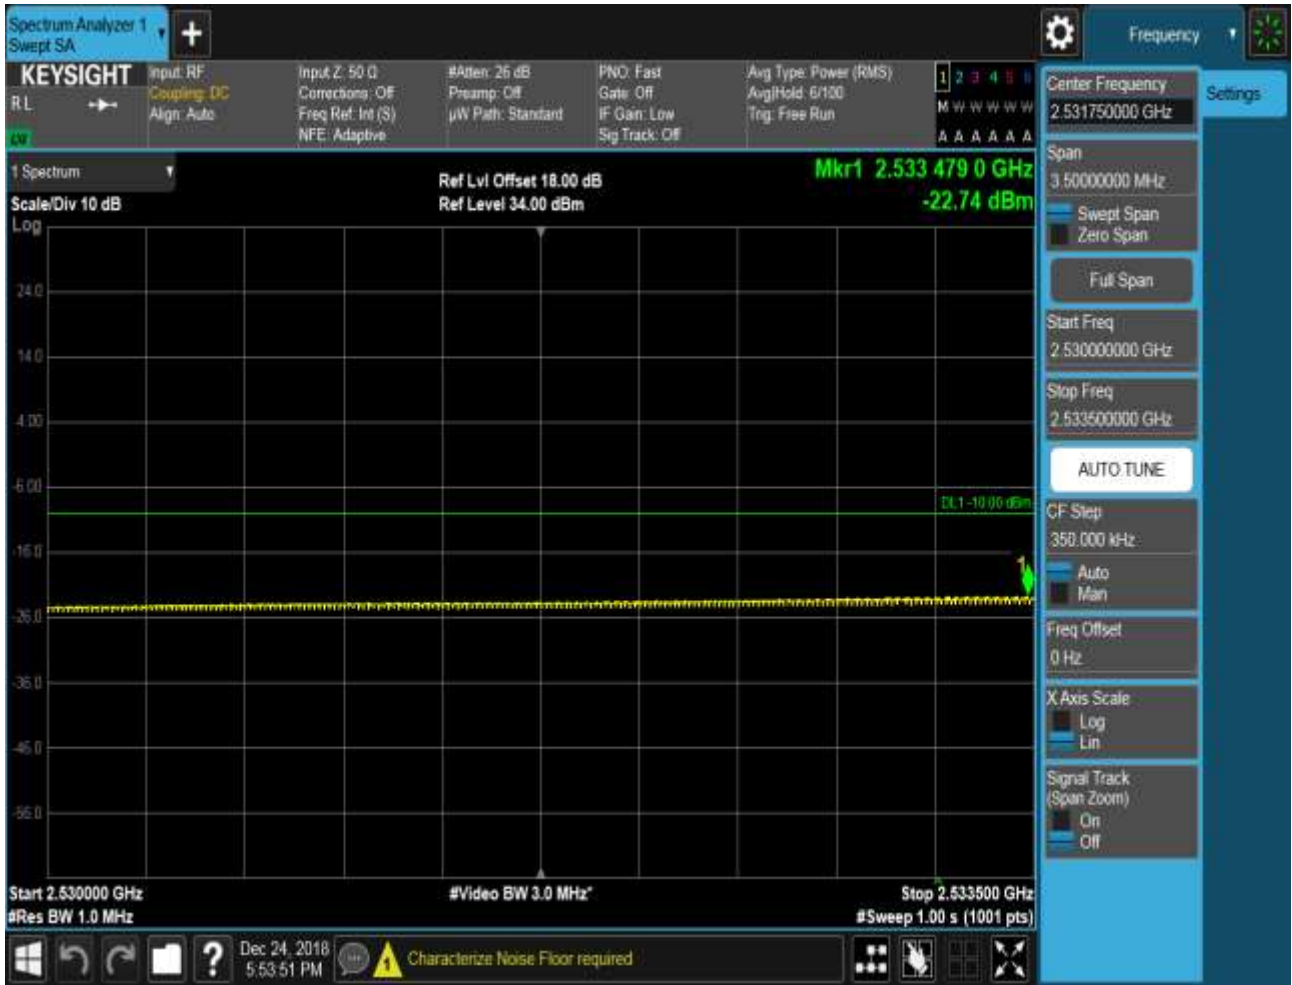 Spectrum Analyzer 1
Swept SA
Frequency
KEYSIGHT
RL
Input: RF
Coupling: DC
Align: Auto
Input Z: 50 Ω
Corrections: Off
Freq Ref: Int (S)
NFE: Adaptive
#Atten: 26 dB
Preamp: Off
µW Path: Standard
PNO: Fast
Gate: Off
IF Gain: Low
Sig Track: Off
Avg Type: Power (RMS)
Avg|Hold: 6/100
Trig: Free Run
1 2 3 4 5 6
M W W W W W
A A A A A A
1 Spectrum
Scale/Div 10 dB
Log
Ref Lvl Offset 18.00 dB
Ref Level 34.00 dBm
Mkr1 2.533 479 0 GHz
-22.74 dBm
24.0
14.0
4.00
-6.00
-16.0
-26.0
-36.0
-46.0
-56.0
DL1 -10.00 dBm
1
Start 2.530000 GHz
#Res BW 1.0 MHz
#Video BW 3.0 MHz*
Stop 2.533500 GHz
#Sweep 1.00 s (1001 pts)
Center Frequency
2.531750000 GHz
Settings
Span
3.50000000 MHz
Swept Span
Zero Span
Full Span
Start Freq
2.530000000 GHz
Stop Freq
2.533500000 GHz
AUTO TUNE
CF Step
350.000 kHz
Auto
Man
Freq Offset
0 Hz
X Axis Scale
Log
Lin
Signal Track
(Span Zoom)
On
Off
?
Dec 24, 2018
5:53:51 PM
1
Characterize Noise Floor required